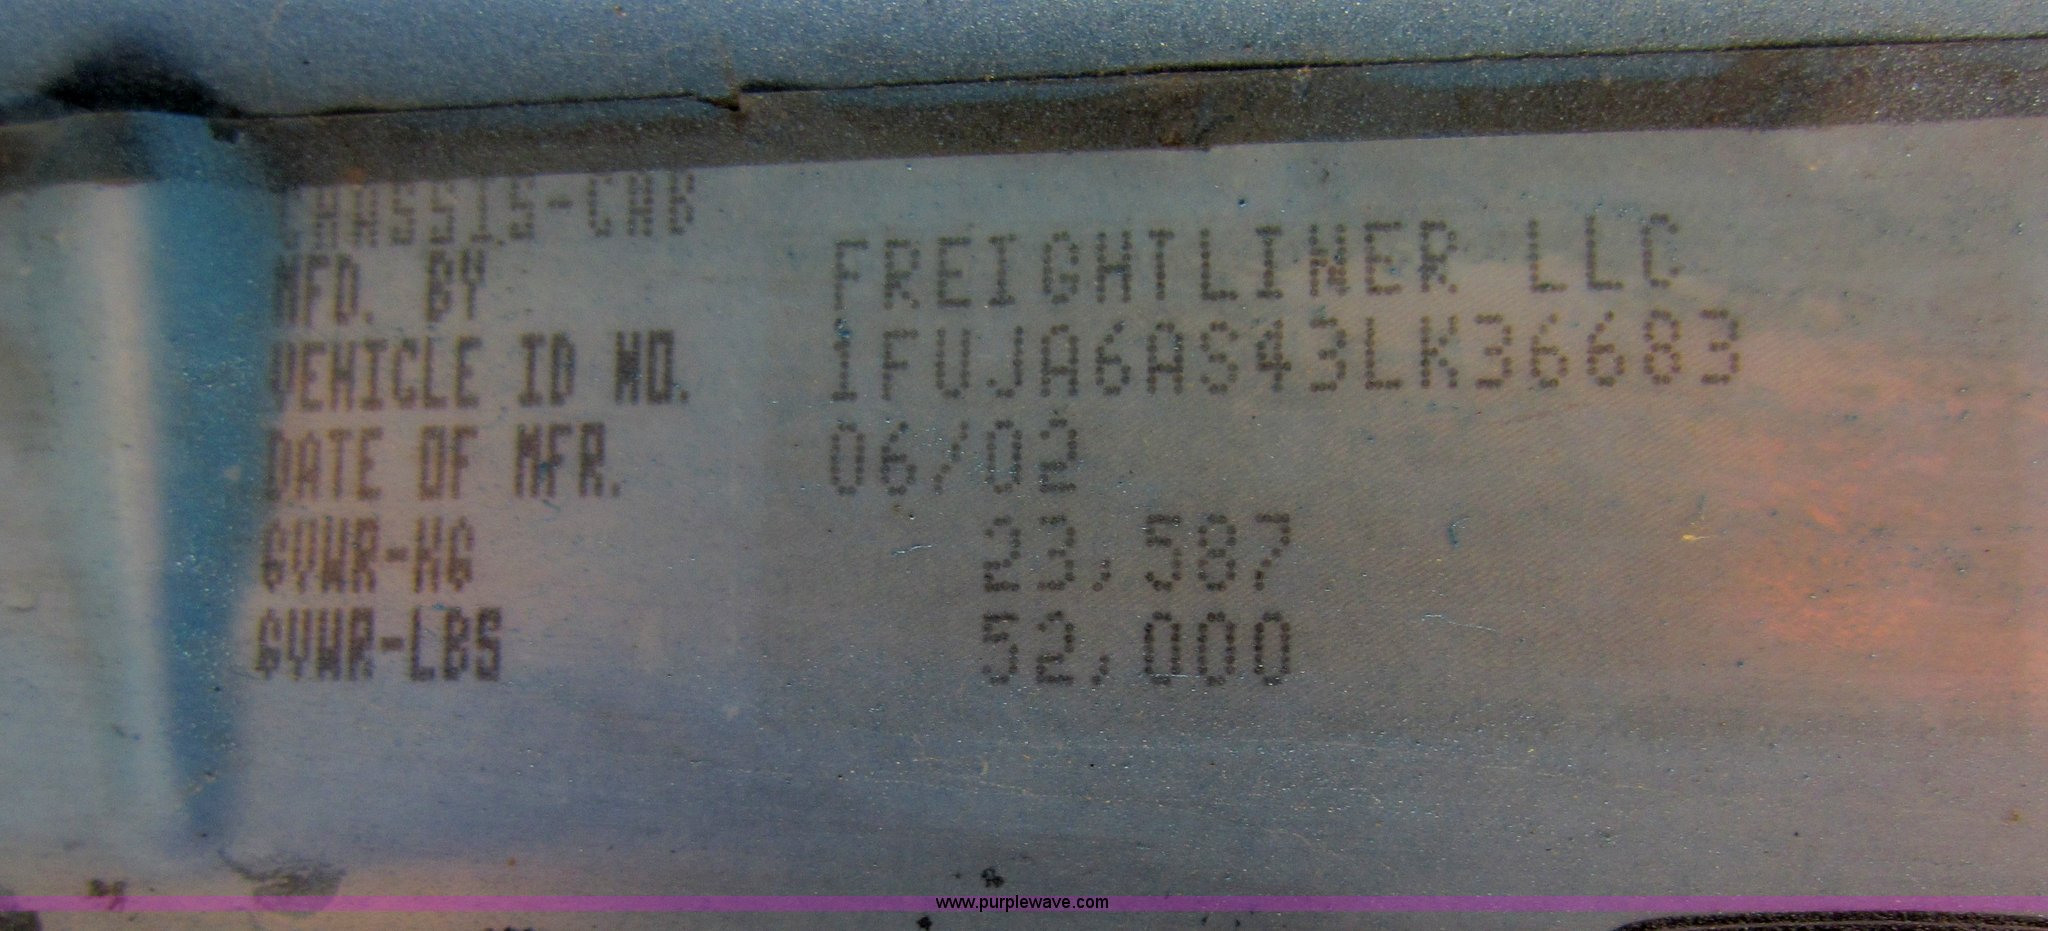 CHASSIS-CAB
MFD. BY FREIGHTLINER LLC
VEHICLE ID NO. 1FUJA6AS43LK36683
DATE OF MFR. 06/02
GVWR-KG 23,587
GVWR-LBS 52,000
www.purplewave.com